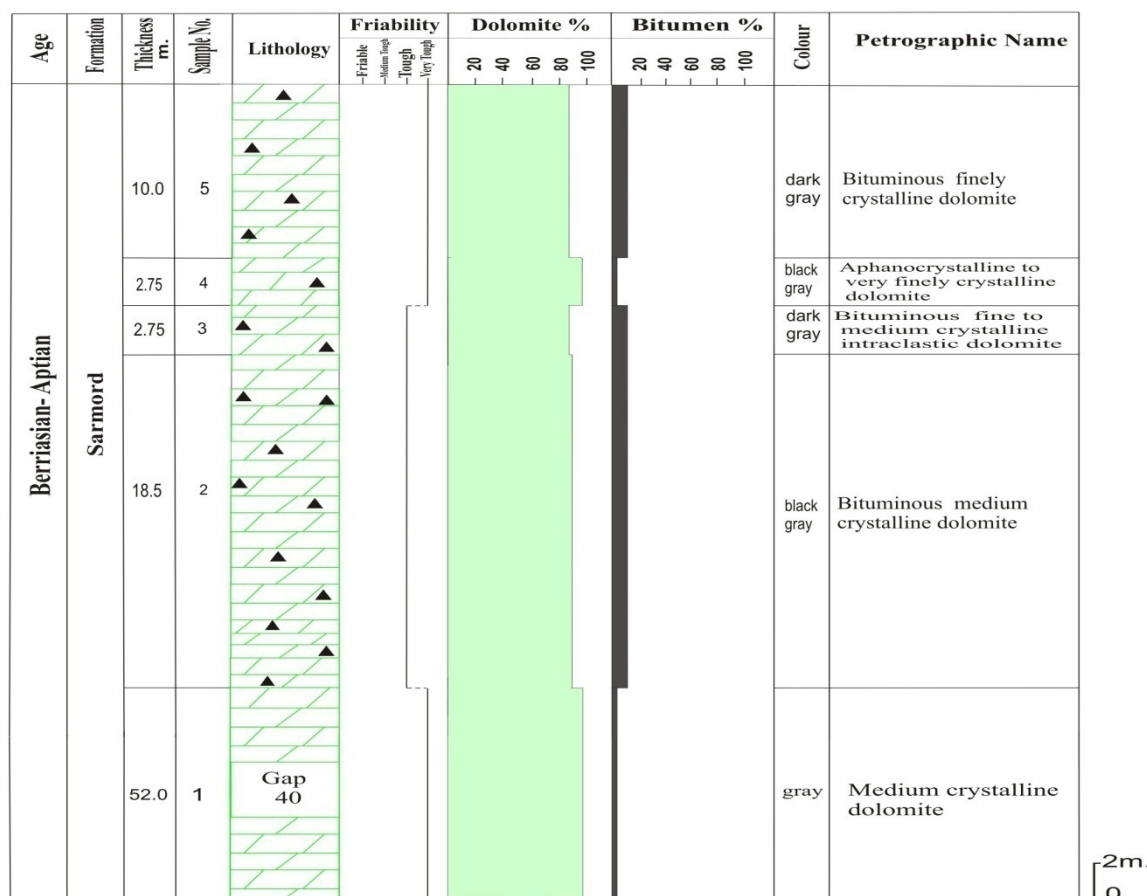 Age
Formation
Thickness
m.
Sample No.
Lithology
Friability
Friable
Medium Tough
Tough
Very Tough
Dolomite %
20
40
60
80
100
Bitumen %
20
40
60
80
100
Colour
Petrographic Name
Berriasian- Aptian
Sarmord
10.0
5
dark
gray
Bituminous finely
crystalline dolomite
2.75
4
black
gray
Aphanocrystalline to
very finely crystalline
dolomite
2.75
3
dark
gray
Bituminous fine to
medium crystalline
intraclastic dolomite
18.5
2
black
gray
Bituminous medium
crystalline dolomite
52.0
1
Gap
40
gray
Medium crystalline
dolomite
2m.
0